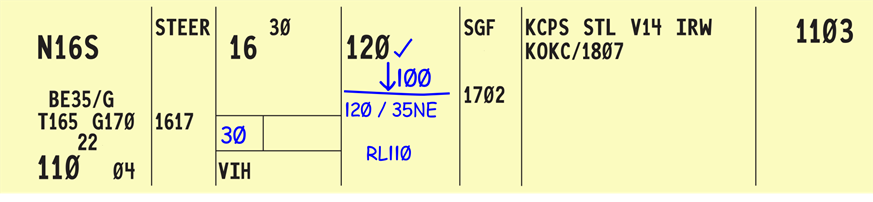 N16S
BE35/G
T165 G170
22
110 04
STEER
1617
16 30
30
VIH
120✓
↓100
120 / 35NE
RL110
SGF
1702
KCPS STL V14 IRW
KOKC/1807
1103